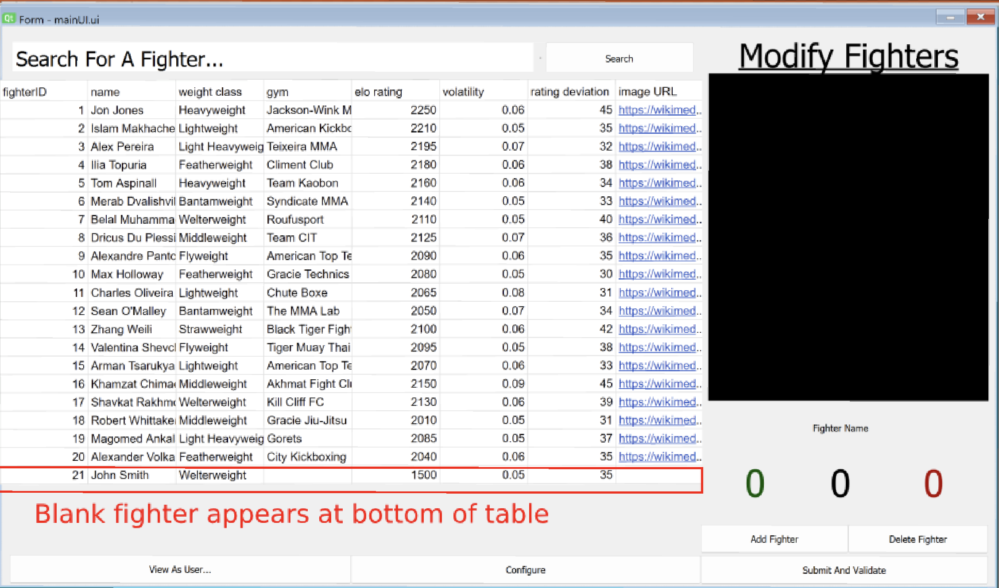 Qt Form - mainUI.ui
Search For A Fighter...
Search
Modify Fighters
fighterID name weight class gym elo rating volatility rating deviation image URL
1 Jon Jones Heavyweight Jackson-Wink M 2250 0.06 45 https://wikimed..
2 Islam Makhache Lightweight American Kickbo 2210 0.05 35 https://wikimed..
3 Alex Pereira Light Heavyweig Teixeira MMA 2195 0.07 32 https://wikimed..
4 Ilia Topuria Featherweight Climent Club 2180 0.06 38 https://wikimed..
5 Tom Aspinall Heavyweight Team Kaobon 2160 0.06 34 https://wikimed..
6 Merab Dvalishvil Bantamweight Syndicate MMA 2140 0.05 33 https://wikimed..
7 Belal Muhamma Welterweight Roufusport 2110 0.05 40 https://wikimed..
8 Dricus Du Plessi Middleweight Team CIT 2125 0.07 36 https://wikimed..
9 Alexandre Panto Flyweight American Top Te 2090 0.06 35 https://wikimed..
10 Max Holloway Featherweight Gracie Technics 2080 0.05 30 https://wikimed..
11 Charles Oliveira Lightweight Chute Boxe 2065 0.08 31 https://wikimed..
12 Sean O'Malley Bantamweight The MMA Lab 2050 0.07 34 https://wikimed..
13 Zhang Weili Strawweight Black Tiger Figh 2100 0.06 42 https://wikimed..
14 Valentina Shevcl Flyweight Tiger Muay Thai 2095 0.05 38 https://wikimed..
15 Arman Tsarukya Lightweight American Top Te 2070 0.06 33 https://wikimed..
16 Khamzat Chimae Middleweight Akhmat Fight Clu 2150 0.09 45 https://wikimed..
17 Shavkat Rakhmo Welterweight Kill Cliff FC 2130 0.06 39 https://wikimed..
18 Robert Whittaker Middleweight Gracie Jiu-Jitsu 2010 0.05 31 https://wikimed..
19 Magomed Ankal Light Heavyweig Gorets 2085 0.05 37 https://wikimed..
20 Alexander Volka Featherweight City Kickboxing 2040 0.06 35 https://wikimed..
21 John Smith Welterweight 1500 0.05 35
Blank fighter appears at bottom of table
Fighter Name
0 0 0
Add Fighter Delete Fighter
View As User... Configure Submit And Validate